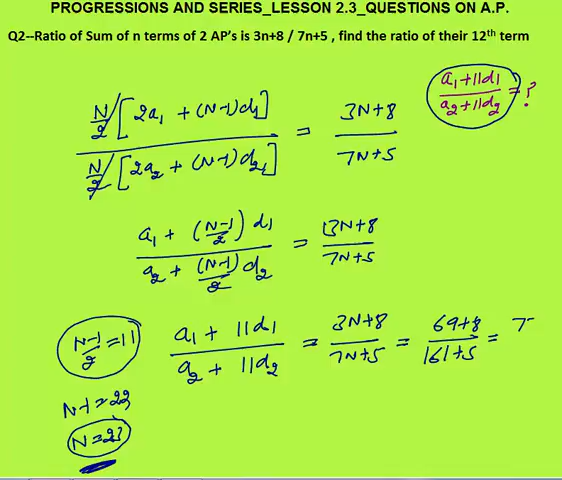 PROGRESSIONS AND SERIES_LESSON 2.3_QUESTIONS ON A.P.
Q2--Ratio of Sum of n terms of 2 AP's is 3n+8 / 7n+5 , find the ratio of their 12th term
(a1 + 11d1) / (a2 + 11d2) = ?
N/2 [2a1 + (N-1)d1] / N/2 [2a2 + (N-1)d2] = (3N+8) / (7N+5)
a1 + ((N-1)/2) d1 / a2 + ((N-1)/2) d2 = (3N+8) / (7N+5)
(N-1)/2 = 11
(a1 + 11d1) / (a2 + 11d2) = (3N+8) / (7N+5) = (69+8) / (161+5) = 7
N-1=22
N=23